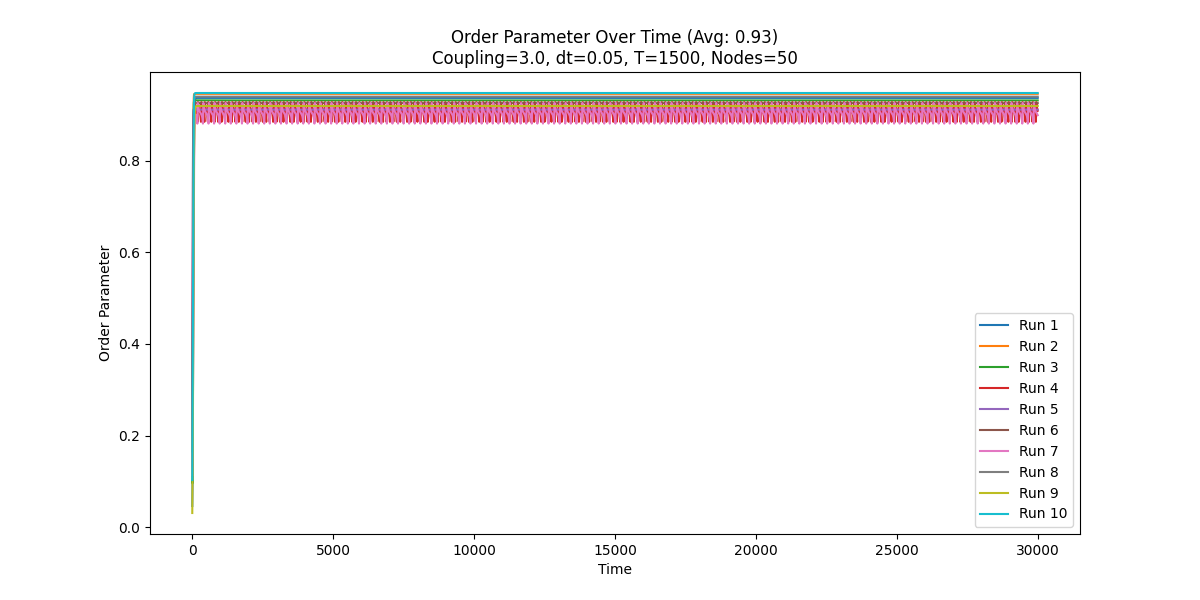 Order Parameter Over Time (Avg: 0.93)
Coupling=3.0, dt=0.05, T=1500, Nodes=50
Order Parameter
0.8
0.6
0.4
0.2
0.0
0
5000
10000
15000
20000
25000
30000
Time
Run 1
Run 2
Run 3
Run 4
Run 5
Run 6
Run 7
Run 8
Run 9
Run 10